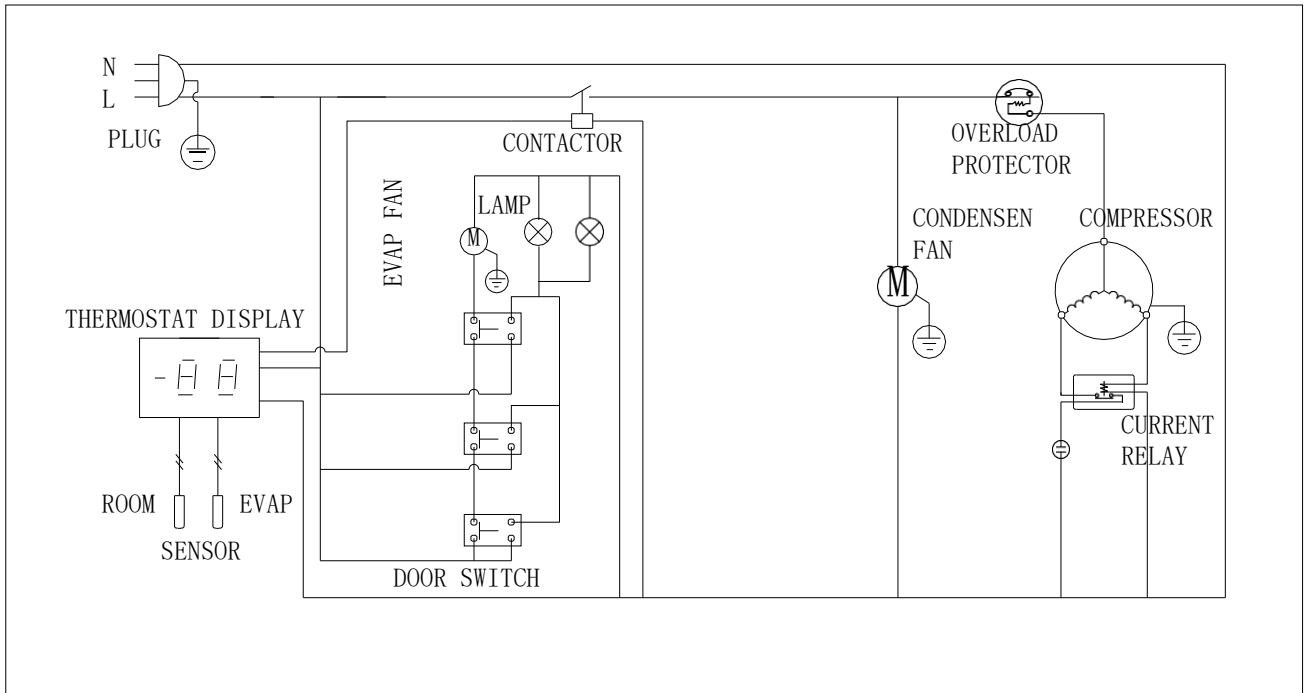 N
L
PLUG
CONTACTOR
OVERLOAD
PROTECTOR
EVAP FAN
LAMP
M
CONDENSEN
FAN
M
COMPRESSOR
THERMOSTAT DISPLAY
CURRENT
RELAY
ROOM
EVAP
SENSOR
DOOR SWITCH